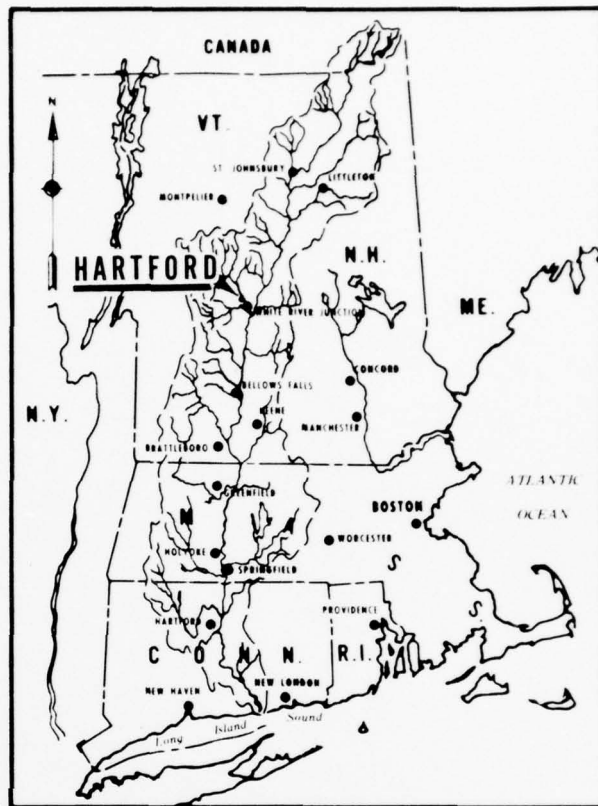 CANADA
N
VT.
ST JOHNSBURY
LITTLETON
MONTPELIER
HARTFORD
N.H.
WHITE RIVER JUNCTION
ME.
CONCORD
BELLOWS FALLS
KEENE
N.Y.
MANCHESTER
BRATTLEBORO
GREENFIELD
ATLANTIC
OCEAN
BOSTON
M
A
WORCESTER
HOLYOKE
S
SPRINGFIELD
S.
HARTFORD
PROVIDENCE
CONN.
R.I.
NEW HAVEN
NEW LONDON
Long Island Sound